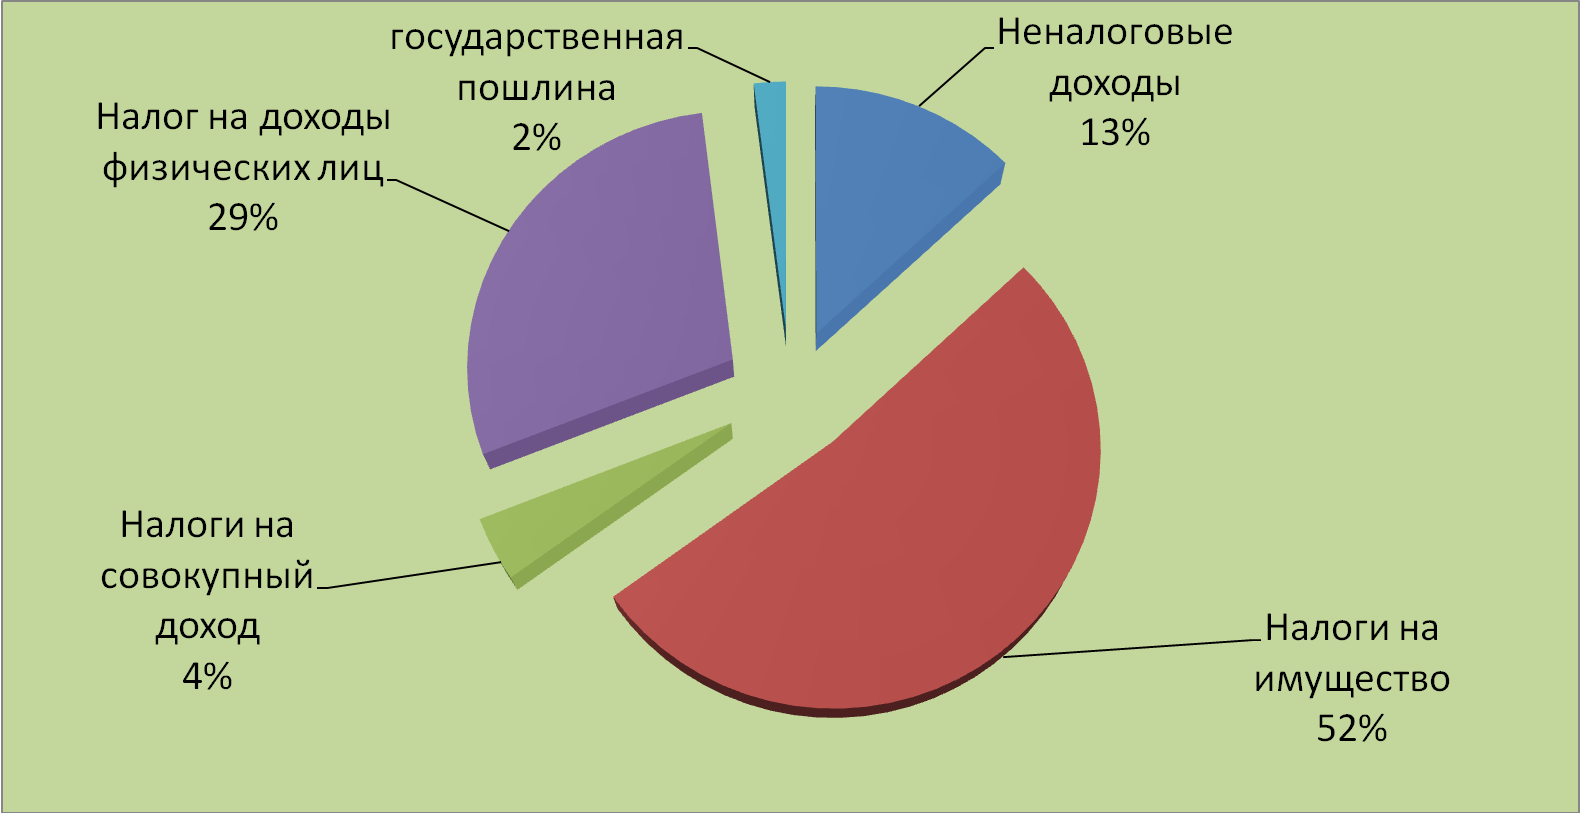 государственная
пошлина
2%
Неналоговые
доходы
13%
Налог на доходы
физических лиц
29%
Налоги на
совокупный
доход
4%
Налоги на
имущество
52%